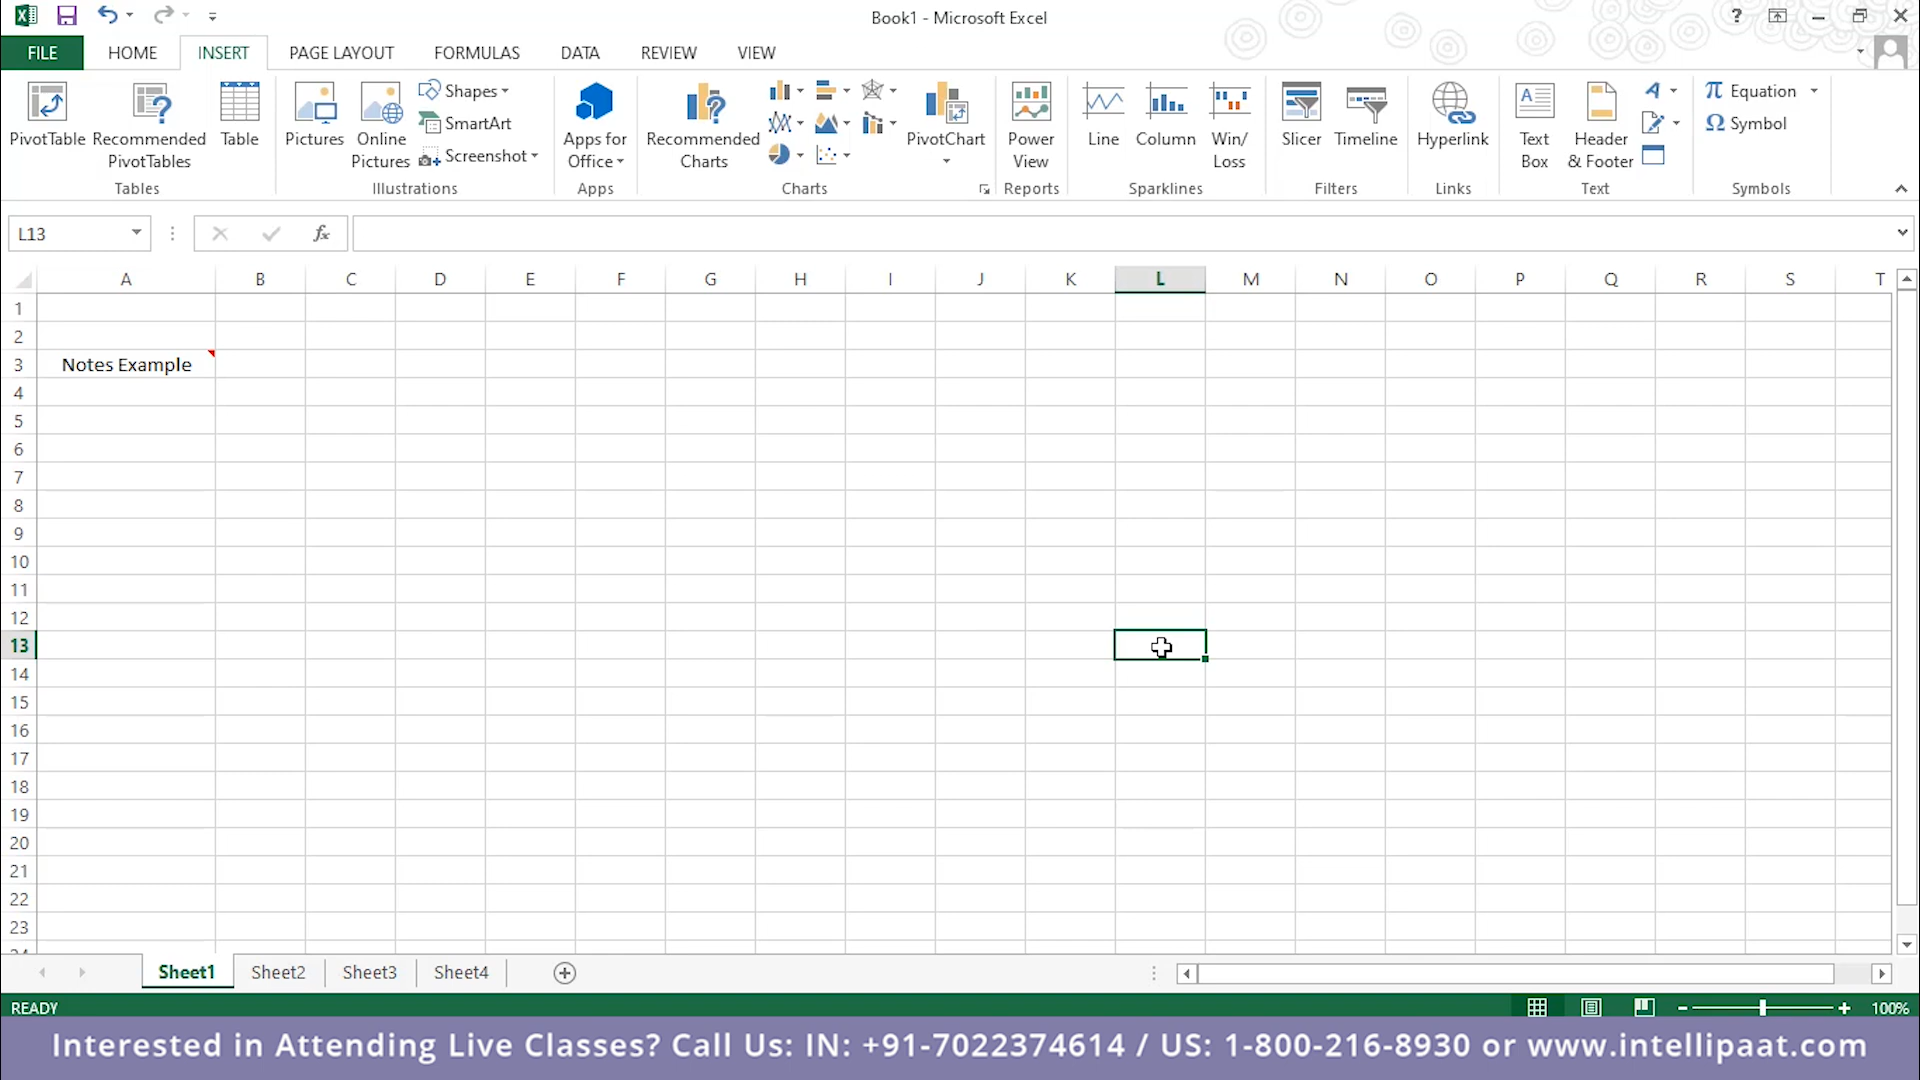 Book1 - Microsoft Excel
?
FILE HOME INSERT PAGE LAYOUT FORMULAS DATA REVIEW VIEW
PivotTable
Recommended
PivotTables
Table
Tables
Pictures
Online
Pictures
Shapes
SmartArt
Screenshot
Illustrations
Apps for
Office
Apps
Recommended
Charts
PivotChart
Charts
Power
View
Reports
Line
Column
Win/
Loss
Sparklines
Slicer
Timeline
Filters
Hyperlink
Links
Text
Box
Header
& Footer
Text
π Equation
Ω Symbol
Symbols
L13
fx
A B C D E F G H I J K L M N O P Q R S T
1
2
3 Notes Example
4
5
6
7
8
9
10
11
12
13
14
15
16
17
18
19
20
21
22
23
24
Sheet1 Sheet2 Sheet3 Sheet4
READY
100%
Interested in Attending Live Classes? Call Us: IN: +91-7022374614 / US: 1-800-216-8930 or www.intellipaat.com